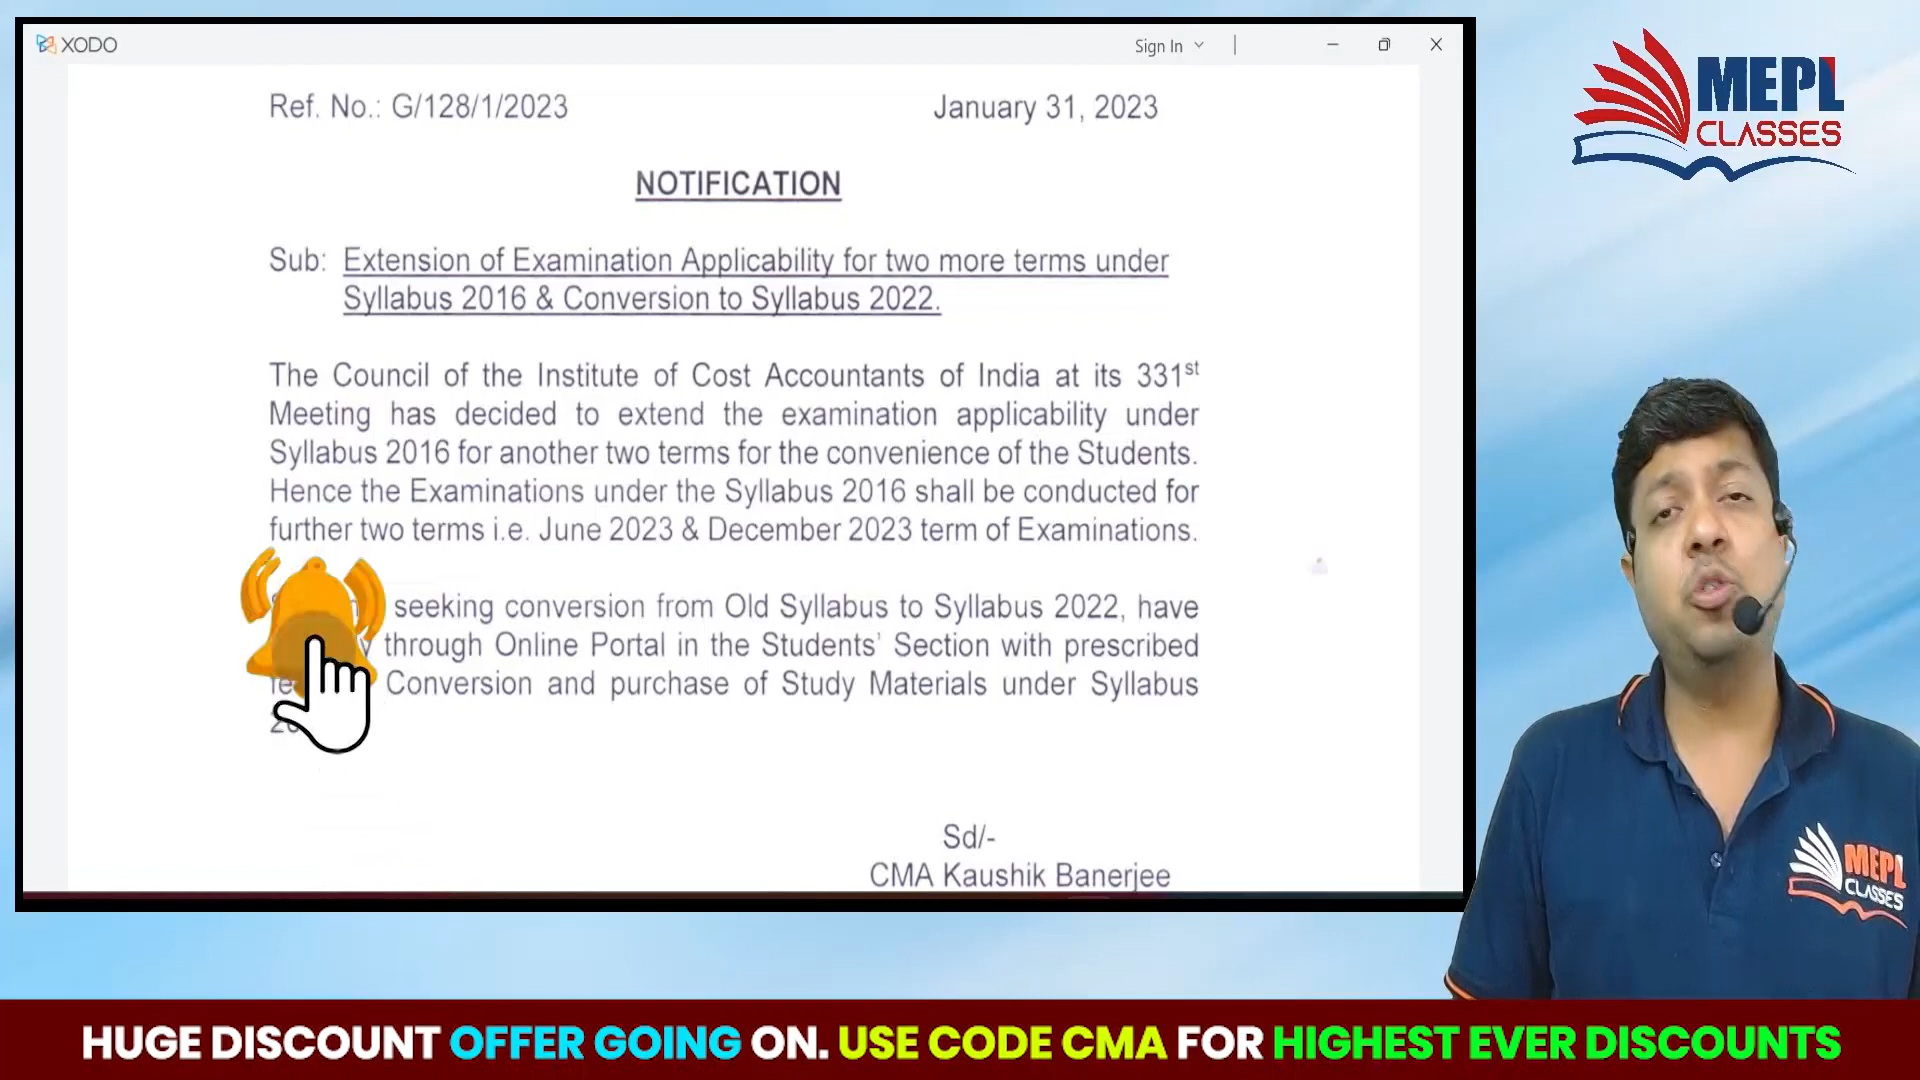 XODO
Sign In
Ref. No.: G/128/1/2023 January 31, 2023
NOTIFICATION
Sub: Extension of Examination Applicability for two more terms under
Syllabus 2016 & Conversion to Syllabus 2022.
The Council of the Institute of Cost Accountants of India at its 331st
Meeting has decided to extend the examination applicability under
Syllabus 2016 for another two terms for the convenience of the Students.
Hence the Examinations under the Syllabus 2016 shall be conducted for
further two terms i.e. June 2023 & December 2023 term of Examinations.
seeking conversion from Old Syllabus to Syllabus 2022, have
through Online Portal in the Students' Section with prescribed
Conversion and purchase of Study Materials under Syllabus
Sd/-
CMA Kaushik Banerjee
MEPL
CLASSES
MEPL
CLASSES
HUGE DISCOUNT OFFER GOING ON. USE CODE CMA FOR HIGHEST EVER DISCOUNTS